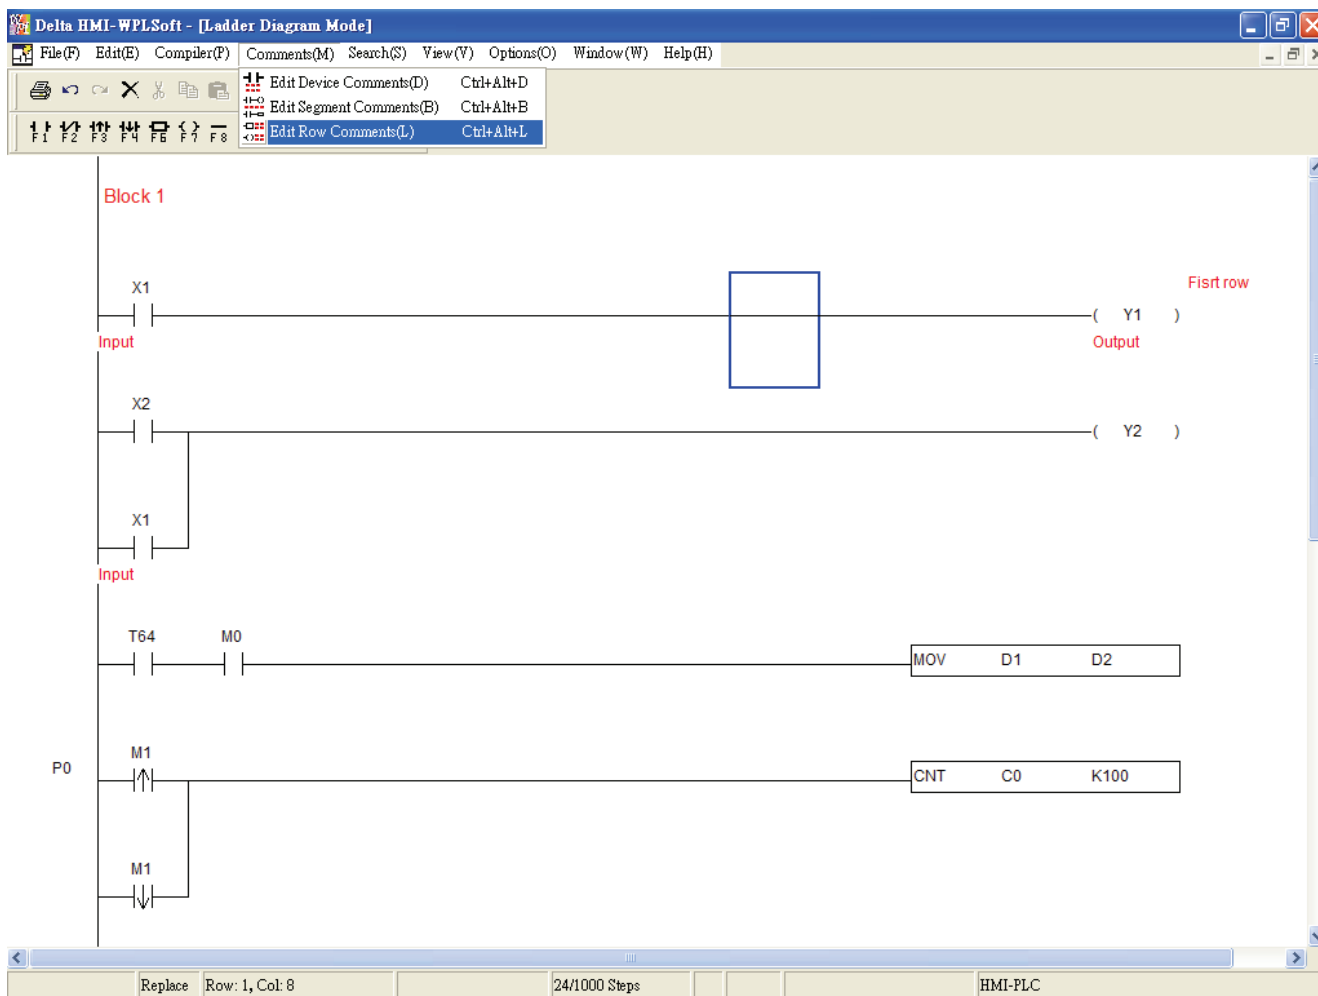 Delta HMI-WPLSoft - [Ladder Diagram Mode]
File(F) Edit(E) Compiler(P) Comments(M) Search(S) View(V) Options(O) Window(W) Help(H)
Edit Device Comments(D) Ctrl+Alt+D
Edit Segment Comments(B) Ctrl+Alt+B
Edit Row Comments(L) Ctrl+Alt+L
F1 F2 F3 F4 F6 F7 F8
Block 1
X1 Fisrt row
( Y1 )
Input Output
X2
( Y2 )
X1
Input
T64 M0
MOV D1 D2
M1
P0 CNT C0 K100
M1
Replace Row: 1, Col: 8 24/1000 Steps HMI-PLC